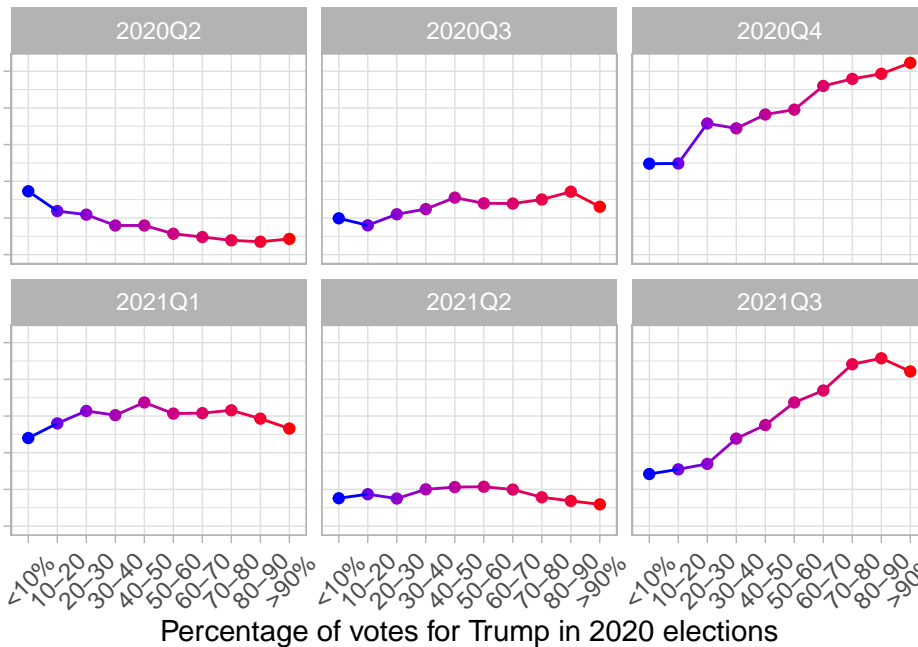 2020Q2 2020Q3 2020Q4
2021Q1 2021Q2 2021Q3
<10% 10–20 20–30 30–40 40–50 50–60 60–70 70–80 80–90 >90% <10% 10–20 20–30 30–40 40–50 50–60 60–70 70–80 80–90 >90% <10% 10–20 20–30 30–40 40–50 50–60 60–70 70–80 80–90 >90%
Percentage of votes for Trump in 2020 elections